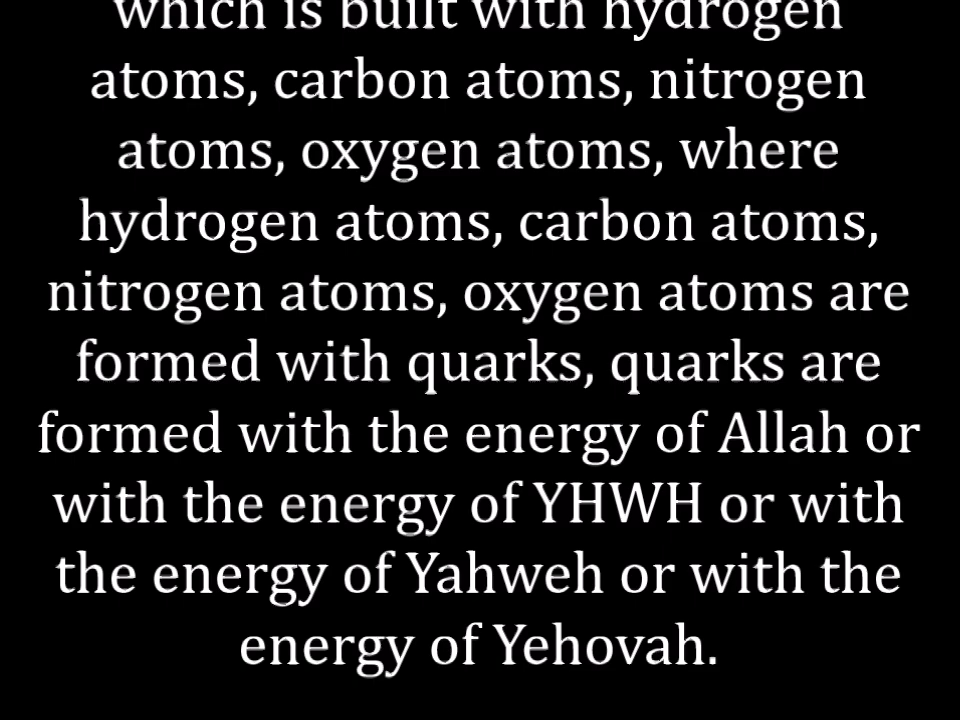 which is built with hydrogen
atoms, carbon atoms, nitrogen
atoms, oxygen atoms, where
hydrogen atoms, carbon atoms,
nitrogen atoms, oxygen atoms are
formed with quarks, quarks are
formed with the energy of Allah or
with the energy of YHWH or with
the energy of Yahweh or with the
energy of Yehovah.